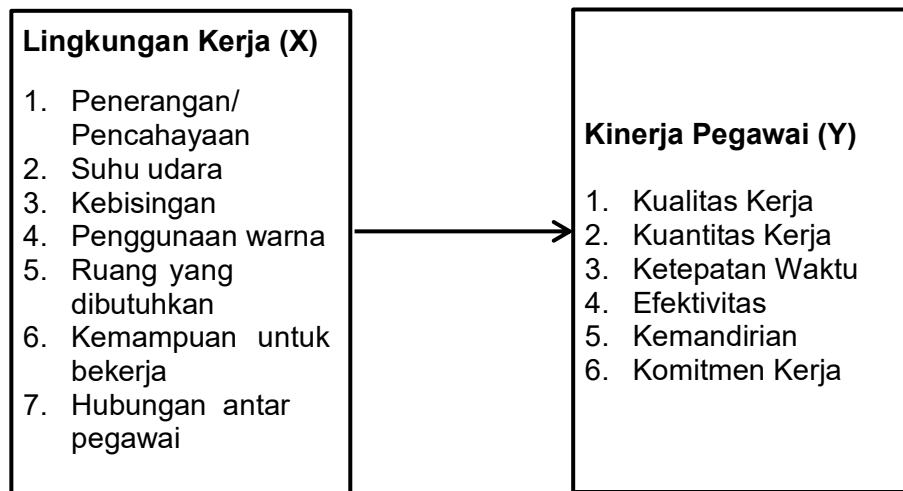 Lingkungan Kerja (X)
1. Penerangan/
Pencahayaan
2. Suhu udara
3. Kebisingan
4. Penggunaan warna
5. Ruang yang
dibutuhkan
6. Kemampuan untuk
bekerja
7. Hubungan antar
pegawai
Kinerja Pegawai (Y)
1. Kualitas Kerja
2. Kuantitas Kerja
3. Ketepatan Waktu
4. Efektivitas
5. Kemandirian
6. Komitmen Kerja